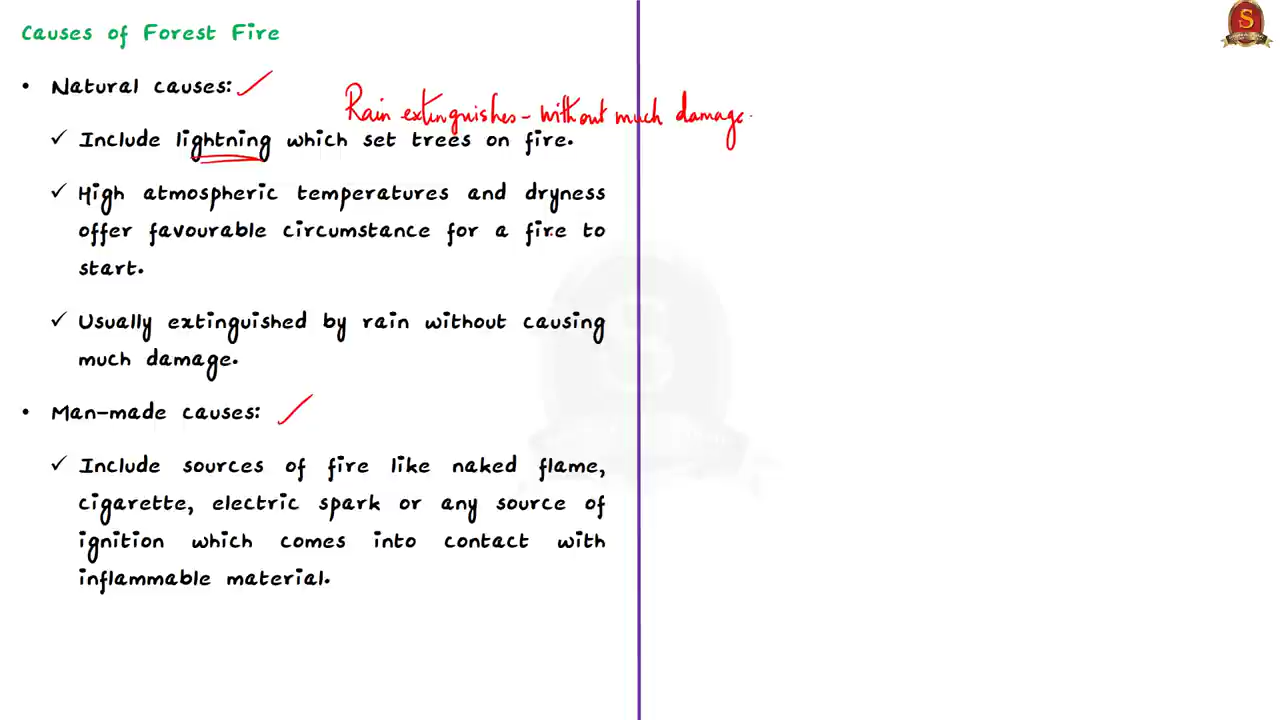 Causes of Forest Fire
• Natural causes:
Rain extinguishes - without much damage.
✓ Include lightning which set trees on fire.
✓ High atmospheric temperatures and dryness
offer favourable circumstance for a fire to
start.
✓ Usually extinguished by rain without causing
much damage.
• Man-made causes:
✓ Include sources of fire like naked flame,
cigarette, electric spark or any source of
ignition which comes into contact with
inflammable material.
S